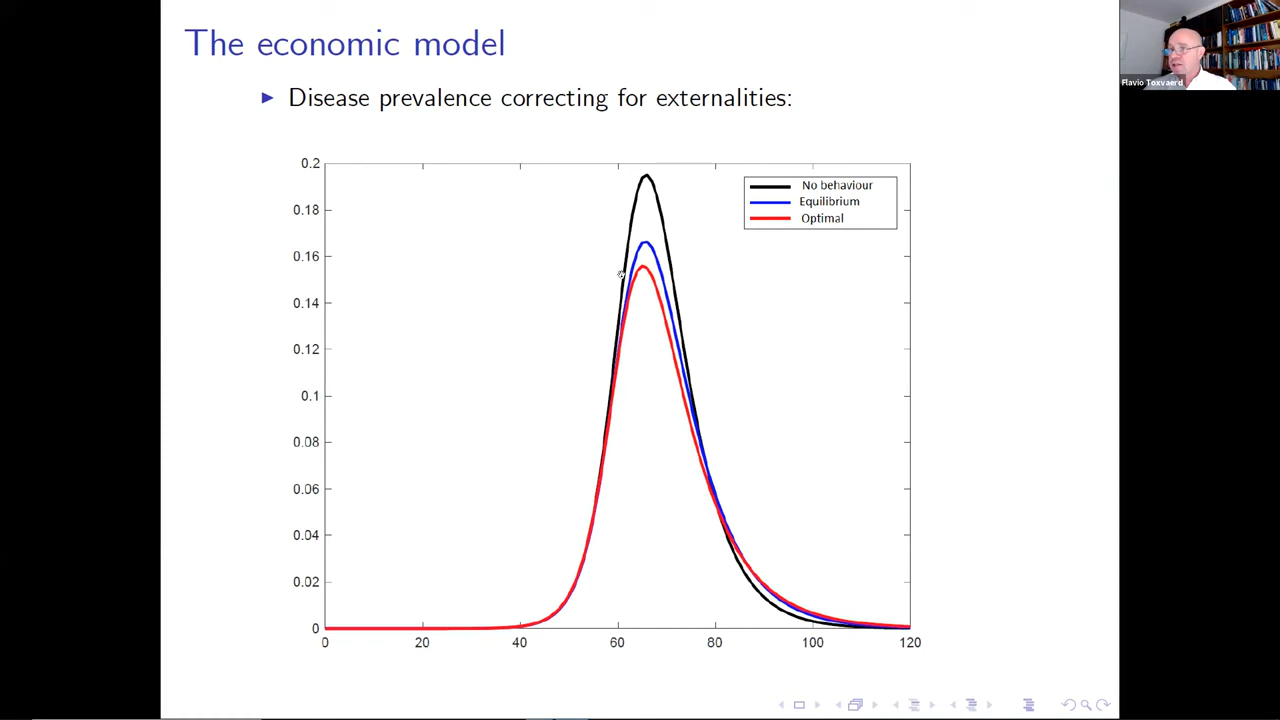 The economic model
Flavio Toxvaerd
Disease prevalence correcting for externalities:
0.2
0.18
0.16
0.14
0.12
0.1
0.08
0.06
0.04
0.02
0
0 20 40 60 80 100 120
No behaviour
Equilibrium
Optimal